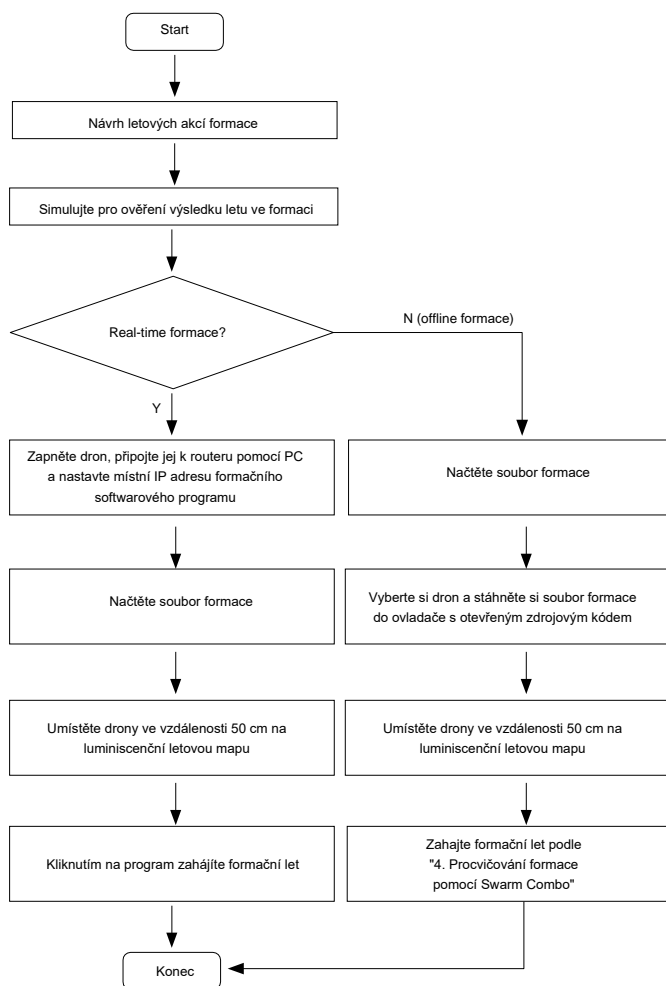 Start
Návrh letových akcí formace
Simulujte pro ověření výsledku letu ve formaci
Real-time formace?
N (offline formace)
Y
Zapněte dron, připojte jej k routeru pomocí PC
a nastavte místní IP adresu formačního
softwarového programu
Načtěte soubor formace
Umístěte drony ve vzdálenosti 50 cm na
luminiscenční letovou mapu
Kliknutím na program zahájíte formační let
Načtěte soubor formace
Vyberte si dron a stáhněte si soubor formace
do ovladače s otevřeným zdrojovým kódem
Umístěte drony ve vzdálenosti 50 cm na
luminiscenční letovou mapu
Zahajte formační let podle
"4. Procvičování formace
pomocí Swarm Combo"
Konec